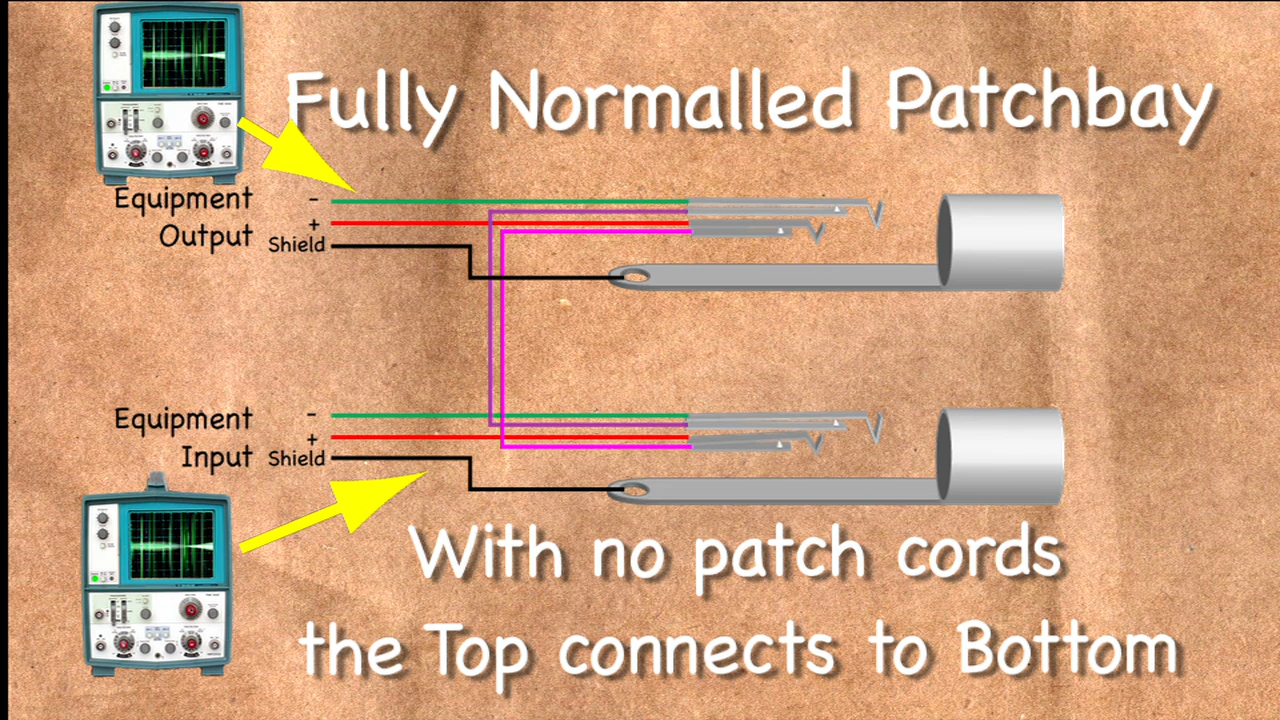 Fully Normalled Patchbay
Equipment -
Output +
Shield
Equipment -
Input +
Shield
With no patch cords
the Top connects to Bottom